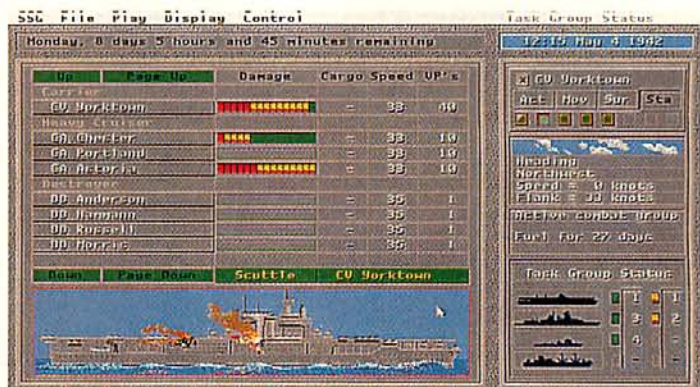 SSG File Play Display Control
Task Group Status
Monday, 8 days 5 hours and 45 minutes remaining
12:15 May 4 1942
Up Page Up Damage Cargo Speed VP's
Carrier
CV Yorktown - 33 40
Heavy Cruiser
CA Chester - 33 10
CA Portland - 33 10
CA Astoria - 33 10
Destroyer
DD Anderson - 35 1
DD Hammann - 35 1
DD Russell - 35 1
DD Morris - 35 1
Down Page Down Scuttle CV Yorktown
x CV Yorktown
Act Mov Sur Sta
Heading
Northwest
Speed = 0 knots
Flank = 33 knots
Active combat group
Fuel for 27 days
Task Group Status
1 1
3 2
4 -
- -